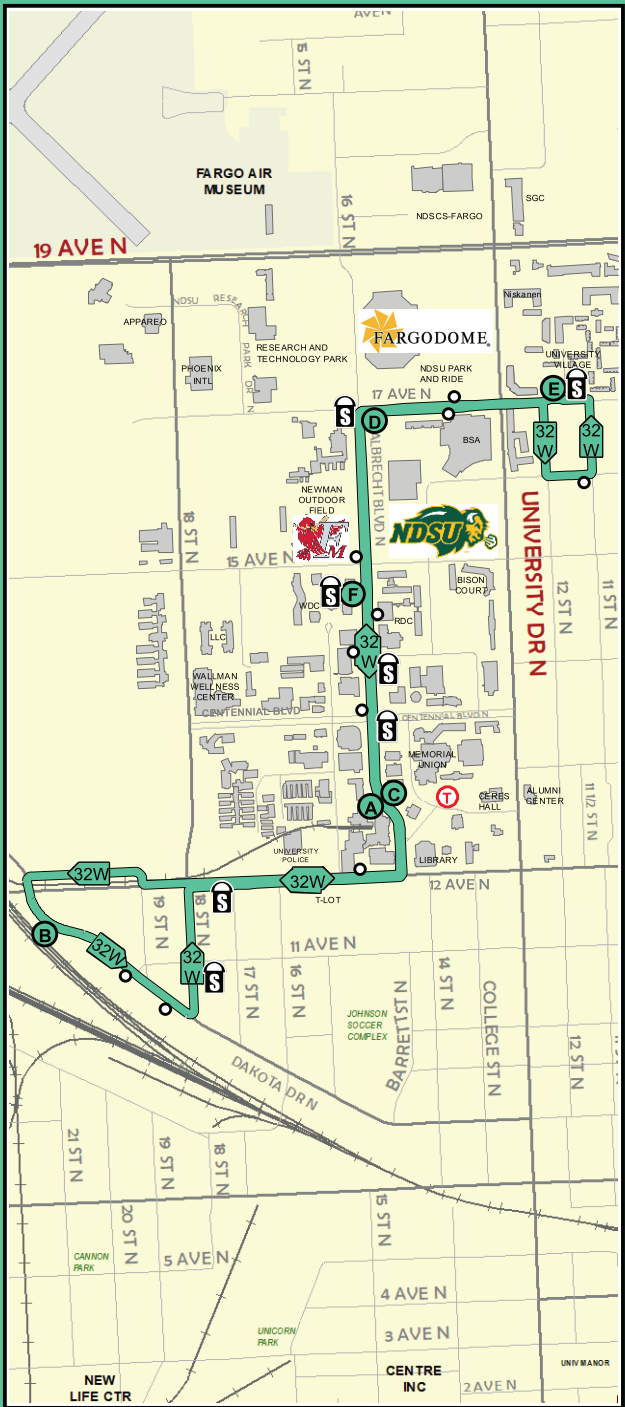 AVE N
15 ST N
FARGO AIR
MUSEUM
16 ST N
NDSCS-FARGO
SGC
19 AVE N
NDSU RESEARCH PARK DR N
APPAREO
Niskanen
FARGODOME
RESEARCH AND
TECHNOLOGY PARK
PHOENIX
INTL
NDSU PARK
AND RIDE
UNIVERSITY
VILLAGE
17 AVE N
E
S
S
D
32
W
32
W
BSA
ALBRECHT BLVD N
NEWMAN
OUTDOOR
FIELD
FM
NDSU
UNIVERSITY DR N
18 ST N
15 AVE N
BISON
COURT
12 ST N
11 ST N
S
F
WDC
RDC
LLC
32
W
S
WALLMAN
WELLNESS
CENTER
CENTENNIAL BLVD
CENTENNIAL BLVD N
S
MEMORIAL
UNION
C
A
T
CERES
HALL
ALUMNI
CENTER
11 1/2 ST N
UNIVERSITY
POLICE
LIBRARY
32W
32W
12 AVE N
S
T-LOT
19 ST N
18 ST N
B
32W
32
W
S
11 AVE N
17 ST N
16 ST N
14 ST N
COLLEGE ST N
BARRETT ST N
JOHNSON
SOCCER
COMPLEX
12 ST N
DAKOTA DR N
21 ST N
19 ST N
18 ST N
20 ST N
15 ST N
CANNON
PARK
5 AVE N
4 AVE N
UNICORN
PARK
3 AVE N
NEW
LIFE CTR
CENTRE
INC
UNIV MANOR
2 AVE N